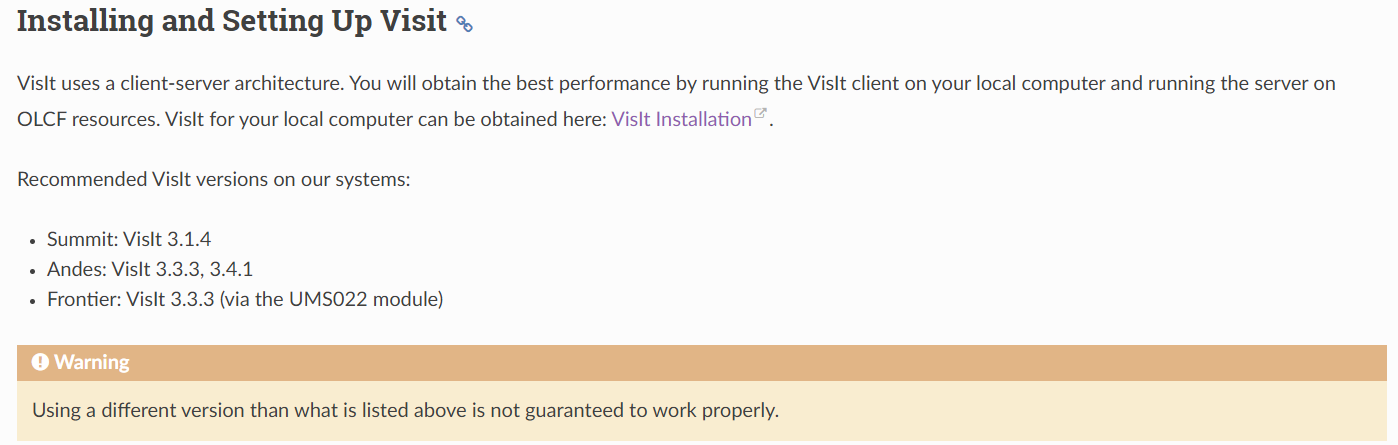 Installing and Setting Up Visit
VisIt uses a client-server architecture. You will obtain the best performance by running the VisIt client on your local computer and running the server on
OLCF resources. VisIt for your local computer can be obtained here: VisIt Installation.
Recommended VisIt versions on our systems:
• Summit: VisIt 3.1.4
• Andes: VisIt 3.3.3, 3.4.1
• Frontier: VisIt 3.3.3 (via the UMS022 module)
Warning
Using a different version than what is listed above is not guaranteed to work properly.